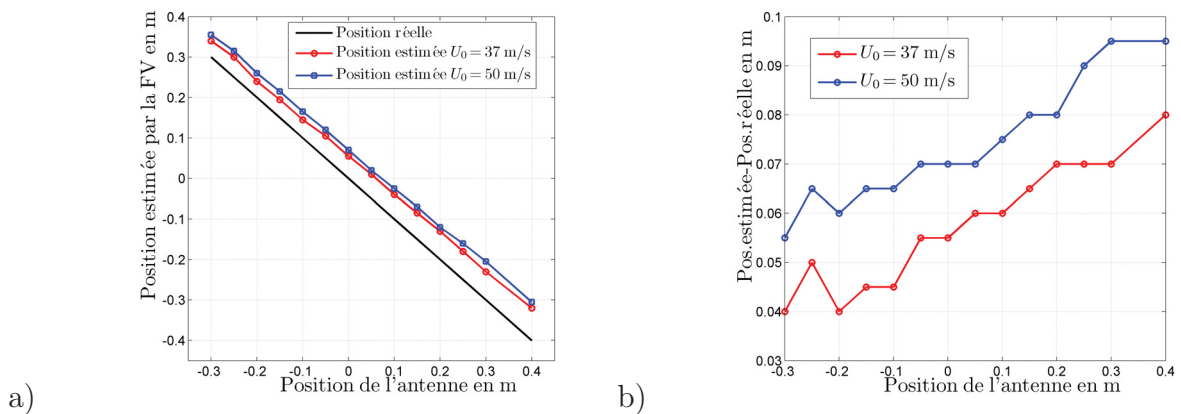 Position estimée par la FV en m
0.4
0.3
0.2
0.1
0
-0.1
-0.2
-0.3
-0.4
Position réelle
Position estimée U₀ = 37 m/s
Position estimée U₀ = 50 m/s
-0.3 -0.2 -0.1 0 0.1 0.2 0.3 0.4
Position de l'antenne en m
a)
Pos.estimée-Pos.réelle en m
0.1
0.09
0.08
0.07
0.06
0.05
0.04
0.03
U₀ = 37 m/s
U₀ = 50 m/s
-0.3 -0.2 -0.1 0 0.1 0.2 0.3 0.4
Position de l'antenne en m
b)